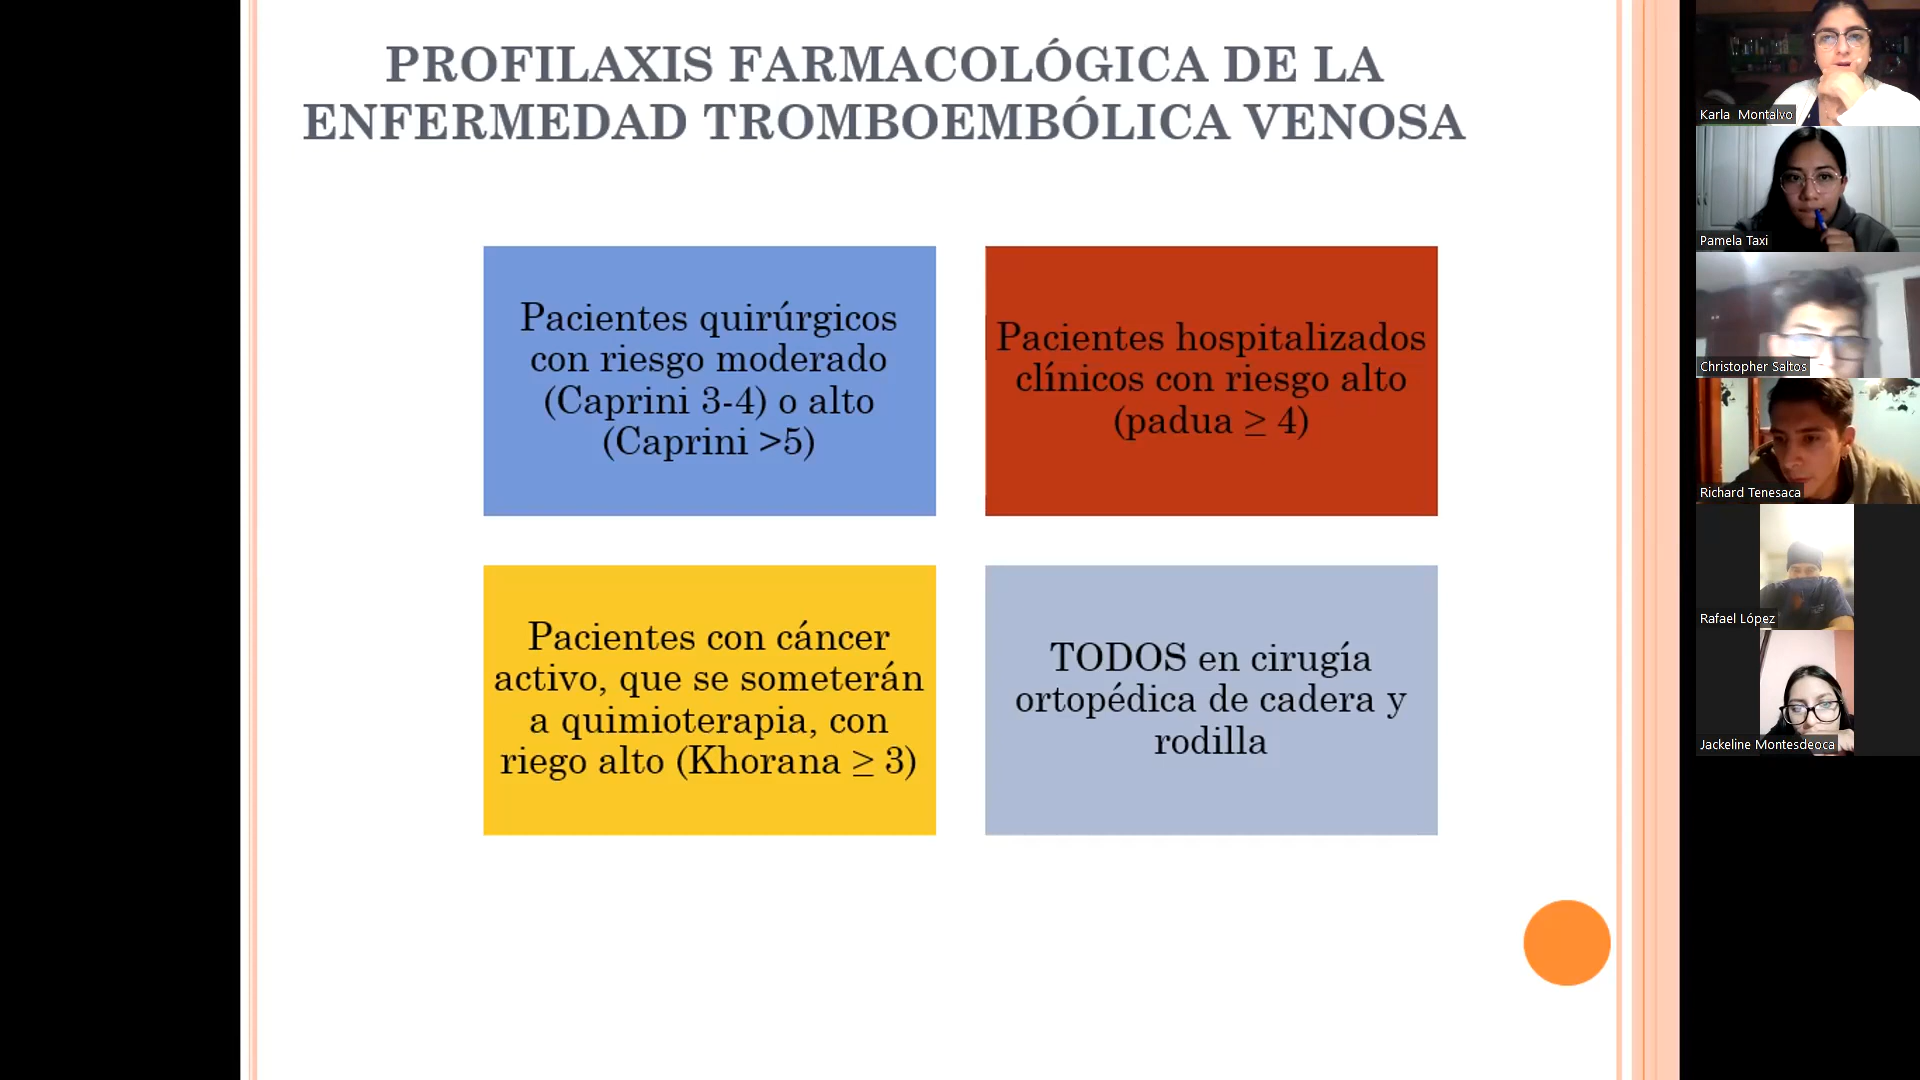 PROFILAXIS FARMACOLÓGICA DE LA
ENFERMEDAD TROMBOEMBÓLICA VENOSA
Pacientes quirúrgicos
con riesgo moderado
(Caprini 3-4) o alto
(Caprini >5)
Pacientes hospitalizados
clínicos con riesgo alto
(padua ≥ 4)
Pacientes con cáncer
activo, que se someterán
a quimioterapia, con
riego alto (Khorana ≥ 3)
TODOS en cirugía
ortopédica de cadera y
rodilla
Karla Montalvo
Pamela Taxi
Christopher Saltos
Richard Tenesaca
Rafael López
Jackeline Montesdeoca